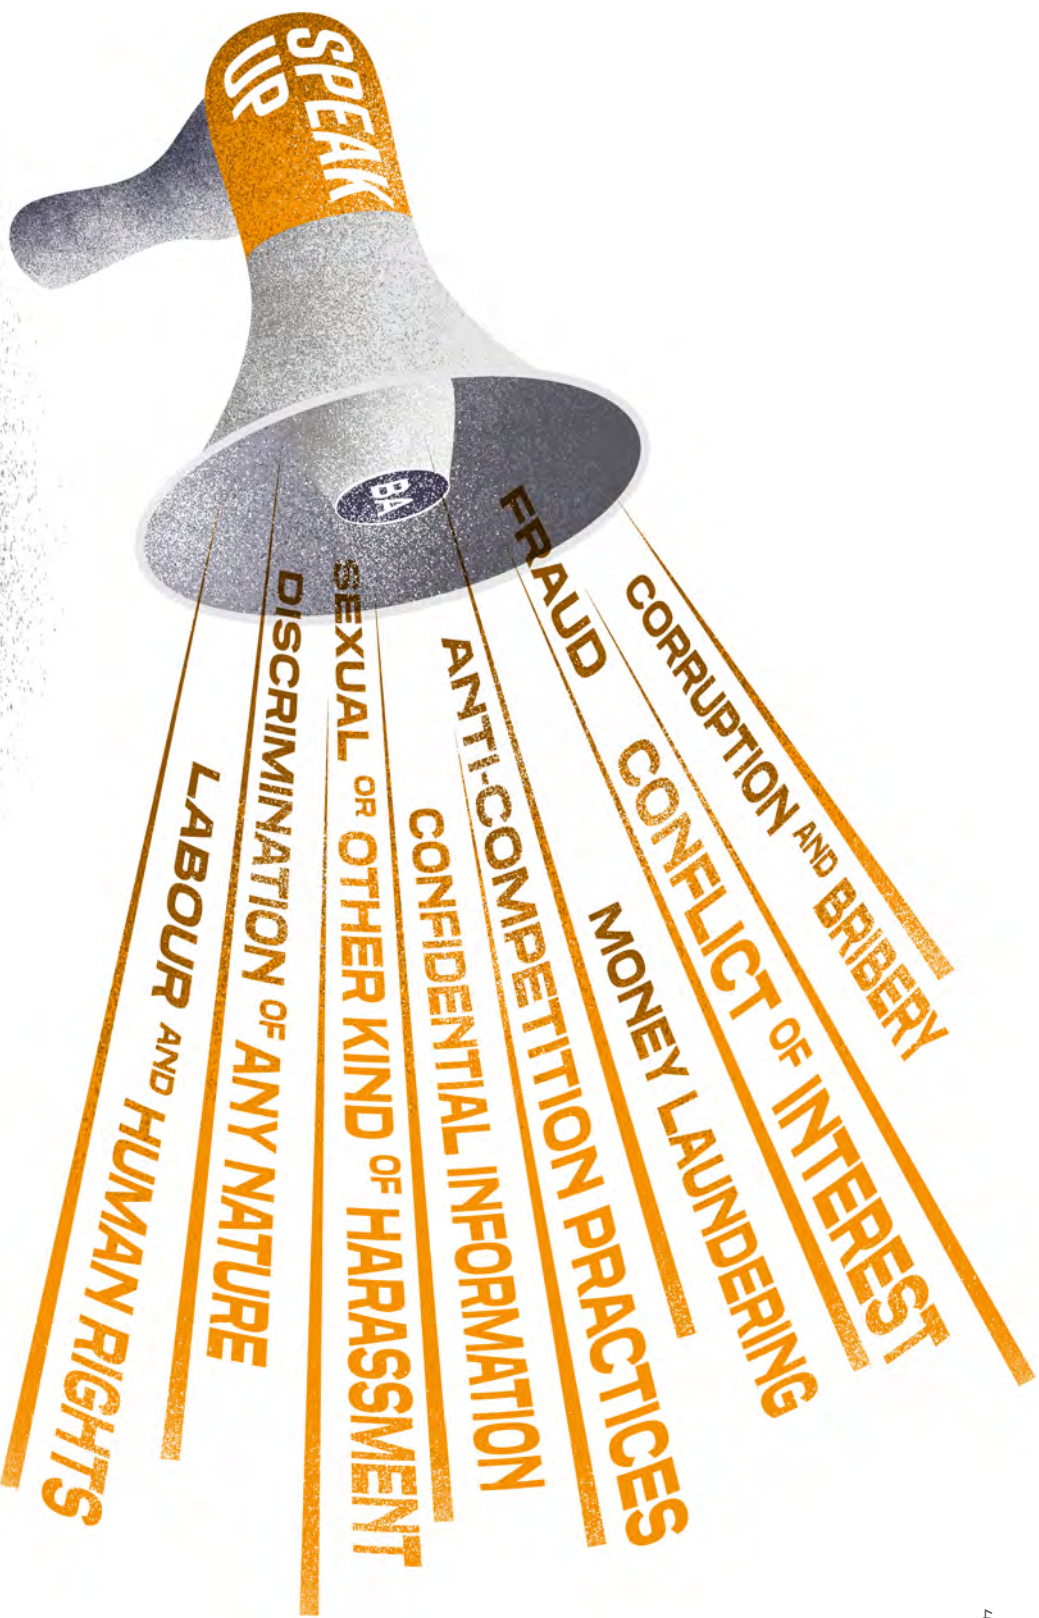 SPEAK
UP
BA
CORRUPTION AND BRIBERY
FRAUD
CONFLICT OF INTEREST
MONEY LAUNDERING
ANTI-COMPETITION PRACTICES
CONFIDENTIAL INFORMATION
SEXUAL OR OTHER KIND OF HARASSMENT
DISCRIMINATION OF ANY NATURE
LABOUR AND HUMAN RIGHTS